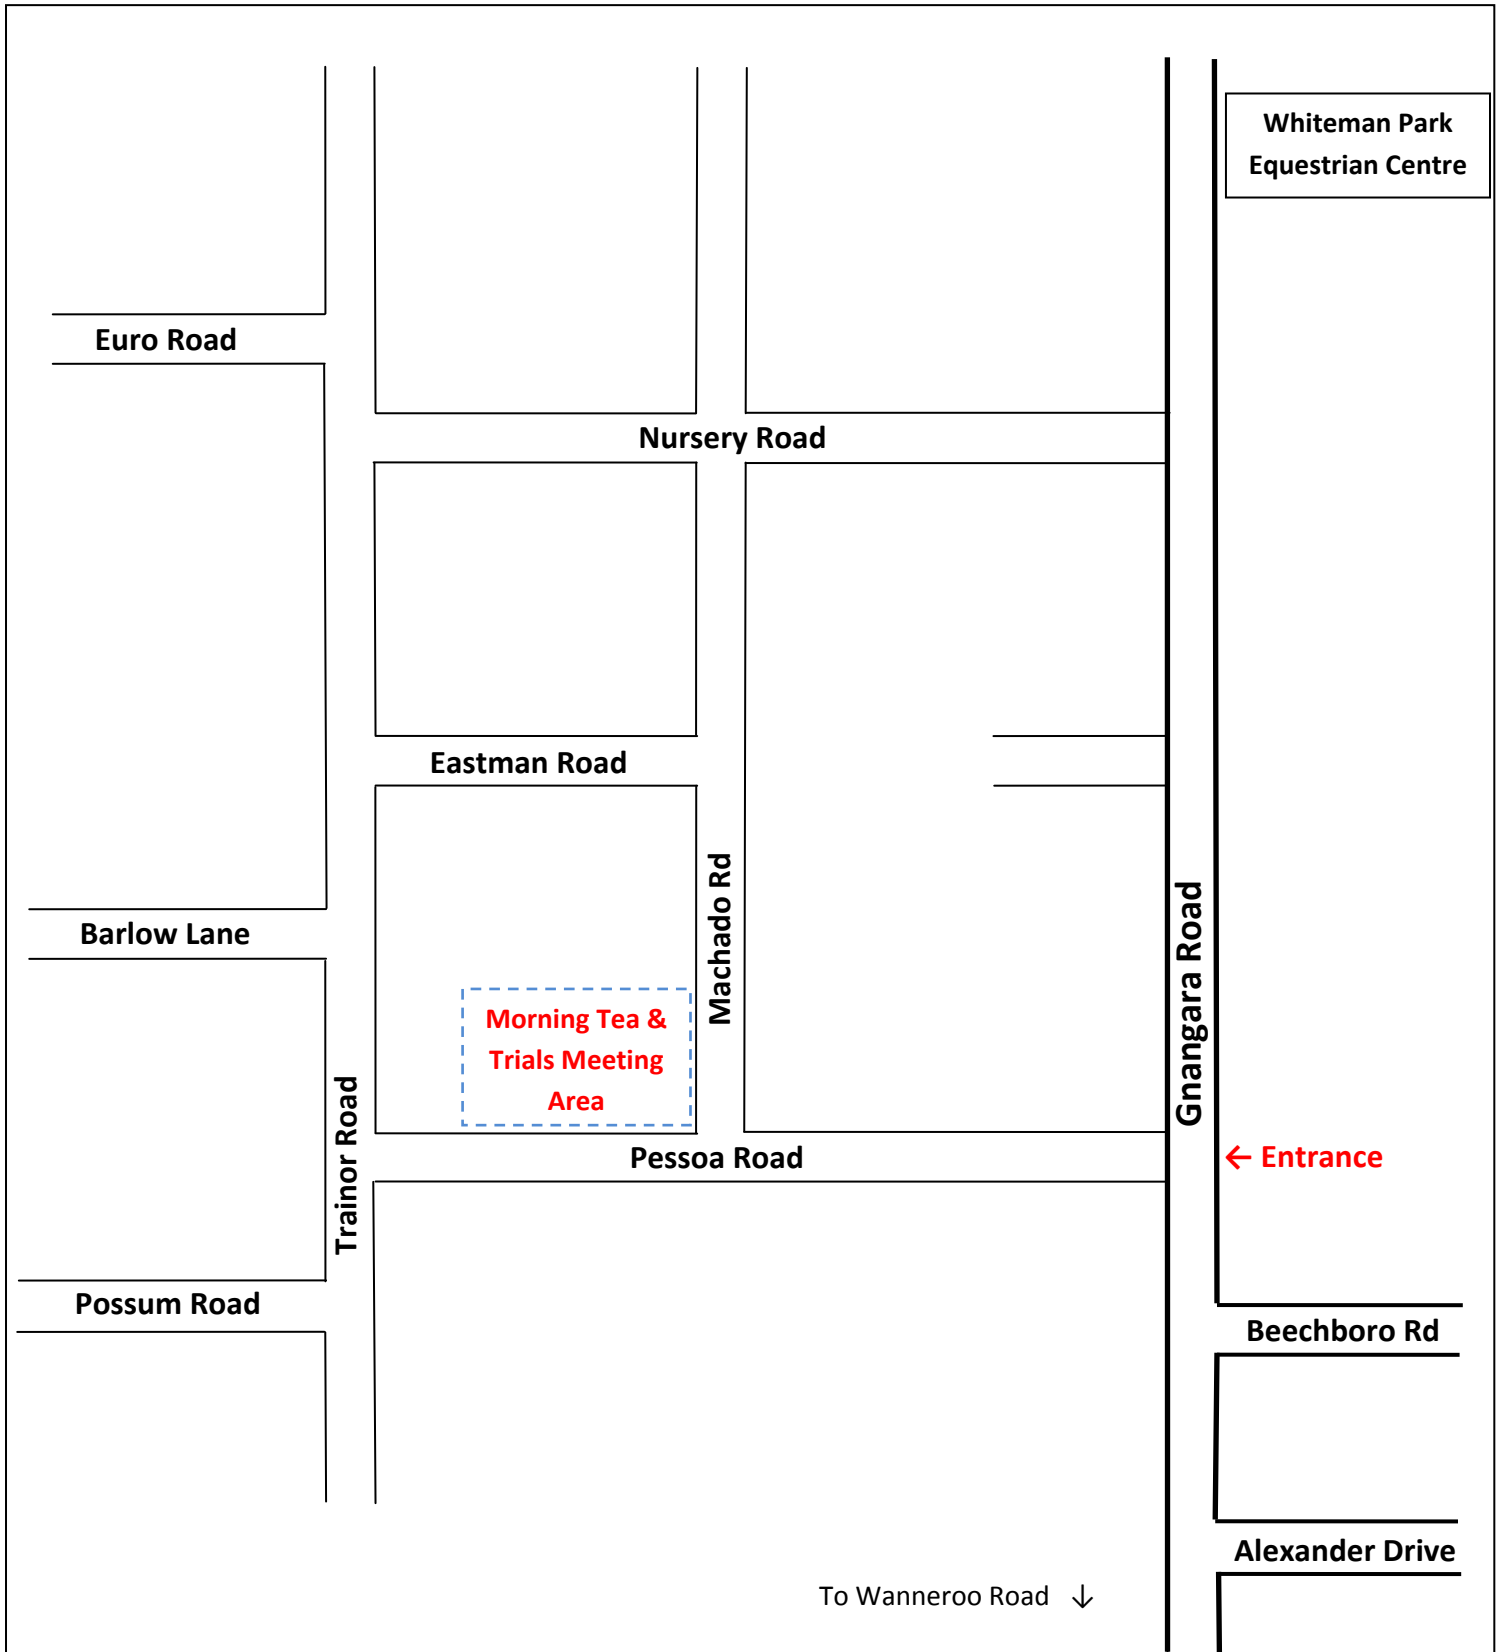 Whiteman Park
Equestrian Centre
Euro Road
Nursery Road
Eastman Road
Machado Rd
Gnangara Road
Barlow Lane
Morning Tea &
Trials Meeting
Area
Trainor Road
Pessoa Road
← Entrance
Possum Road
Beechboro Rd
Alexander Drive
To Wanneroo Road ↓